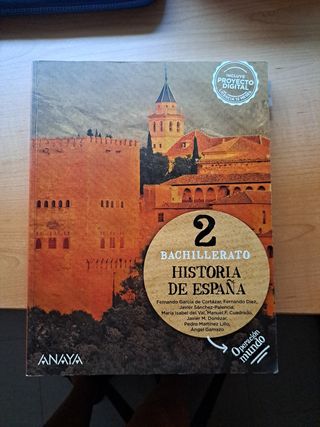 INCLUYE
PROYECTO
DIGITAL
2
BACHILLERATO
HISTORIA
DE ESPAÑA
Fernando García de Cortázar, Fernando Díez,
Javier Sánchez-Palencia,
María Isabel del Val, Manuel F. Cuadrado,
Javier M. Donézar,
Pedro Martínez Lillo,
Ángel Gamazo
ANAYA
Operación
mundo